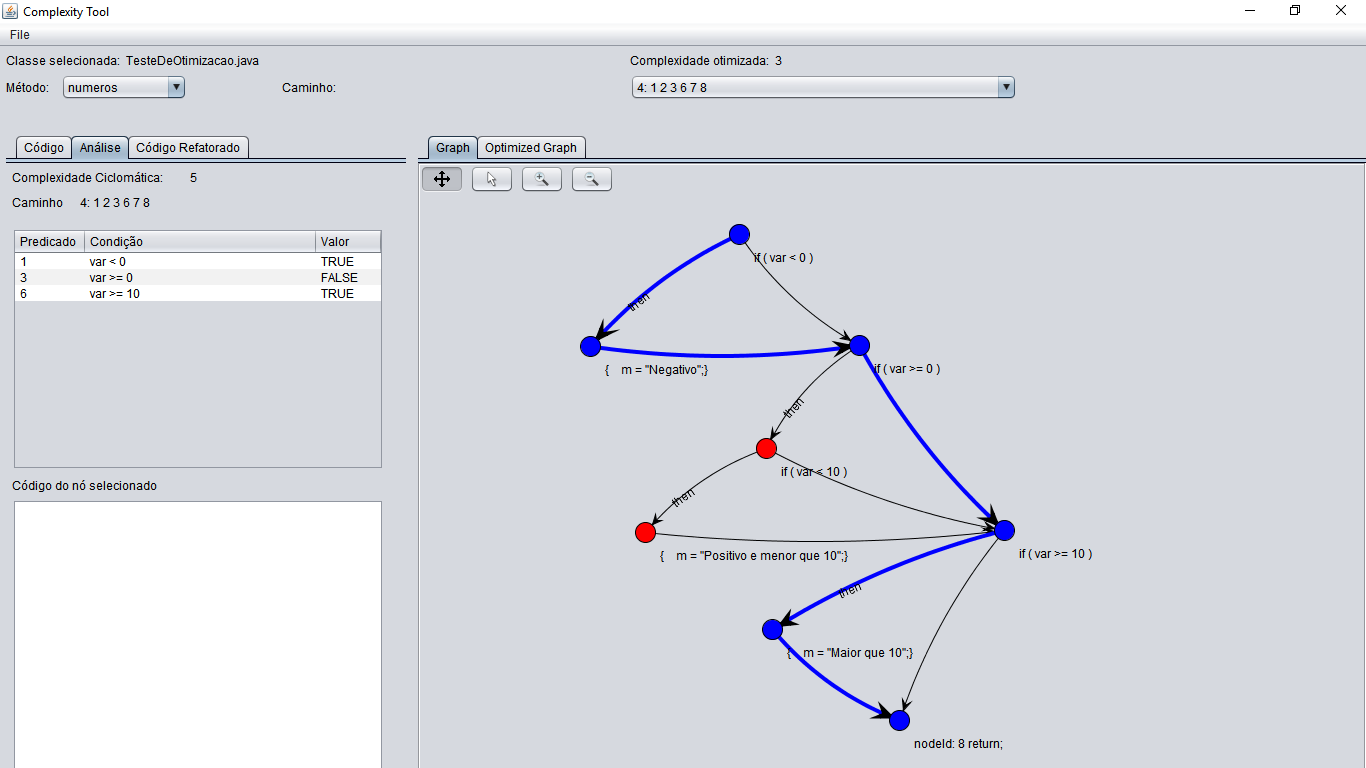 Complexity Tool
File
Classe selecionada: TesteDeOtimizacao.java
Complexidade otimizada: 3
Método: numeros
Caminho:
4: 1 2 3 6 7 8
Código Análise Código Refatorado
Graph Optimized Graph
Complexidade Ciclomática: 5
Caminho 4: 1 2 3 6 7 8
Predicado Condição Valor
1 var < 0 TRUE
3 var >= 0 FALSE
6 var >= 10 TRUE
Código do nó selecionado
if ( var < 0 )
then
{ m = "Negativo";}
if ( var >= 0 )
then
if ( var < 10 )
then
{ m = "Positivo e menor que 10";}
if ( var >= 10 )
then
{ m = "Maior que 10";}
nodeId: 8 return;